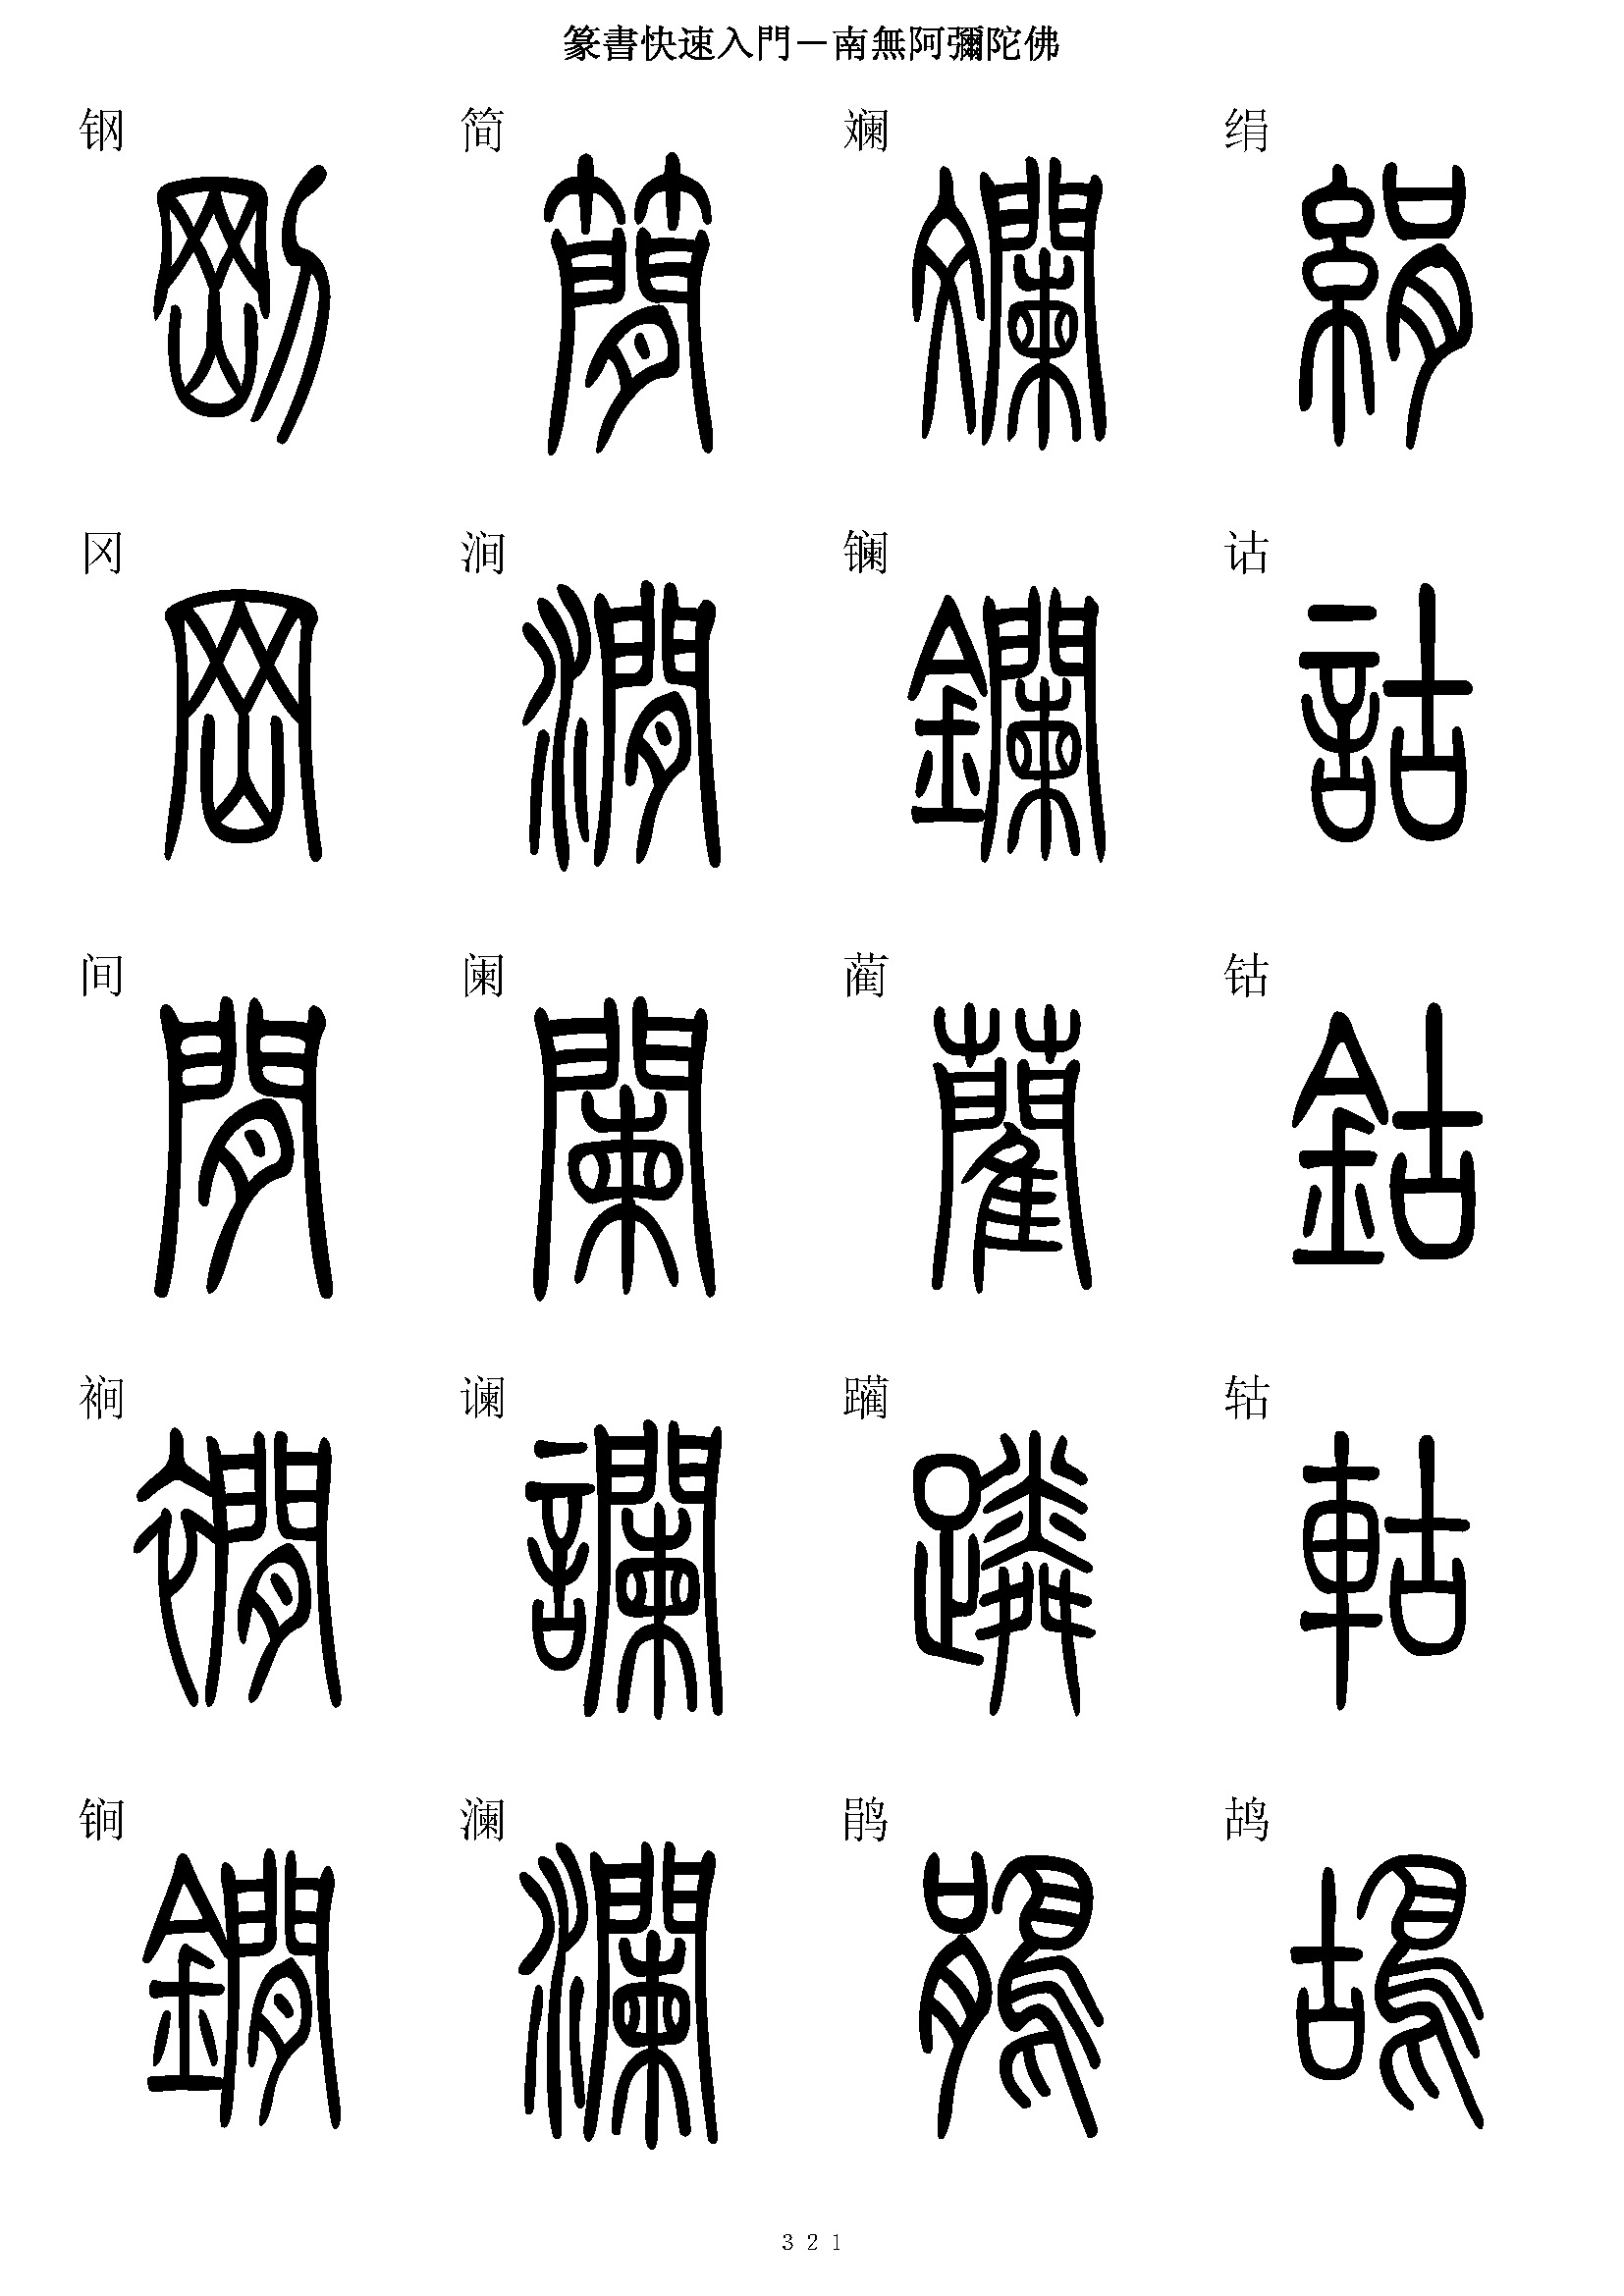 篆書快速入門－南無阿彌陀佛
钢 简 斓 绢
冈 涧 镧 诂
间 阑 蔺 钴
裥 谰 躏 轱
锏 澜 鹃 鸪
321